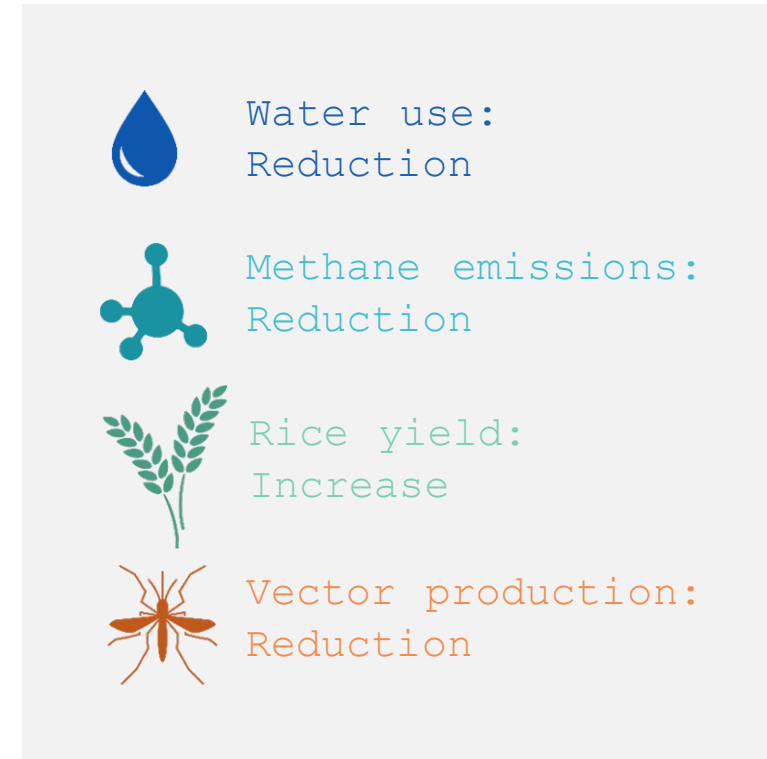 Water use:
Reduction
Methane emissions:
Reduction
Rice yield:
Increase
Vector production:
Reduction